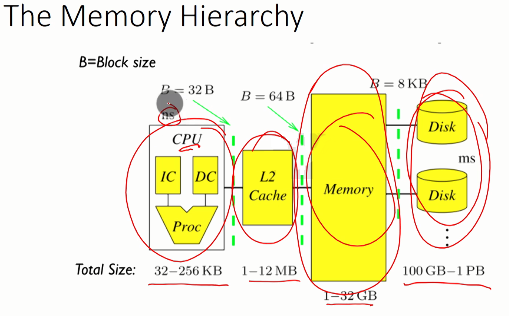 The Memory Hierarchy
B=Block size
B = 32 B
B = 64 B
B = 8 KB
ns
CPU
IC
DC
Proc
L2
Cache
Memory
Disk
ms
Disk
Total Size:
32–256 KB
1–12 MB
1–32 GB
100 GB–1 PB